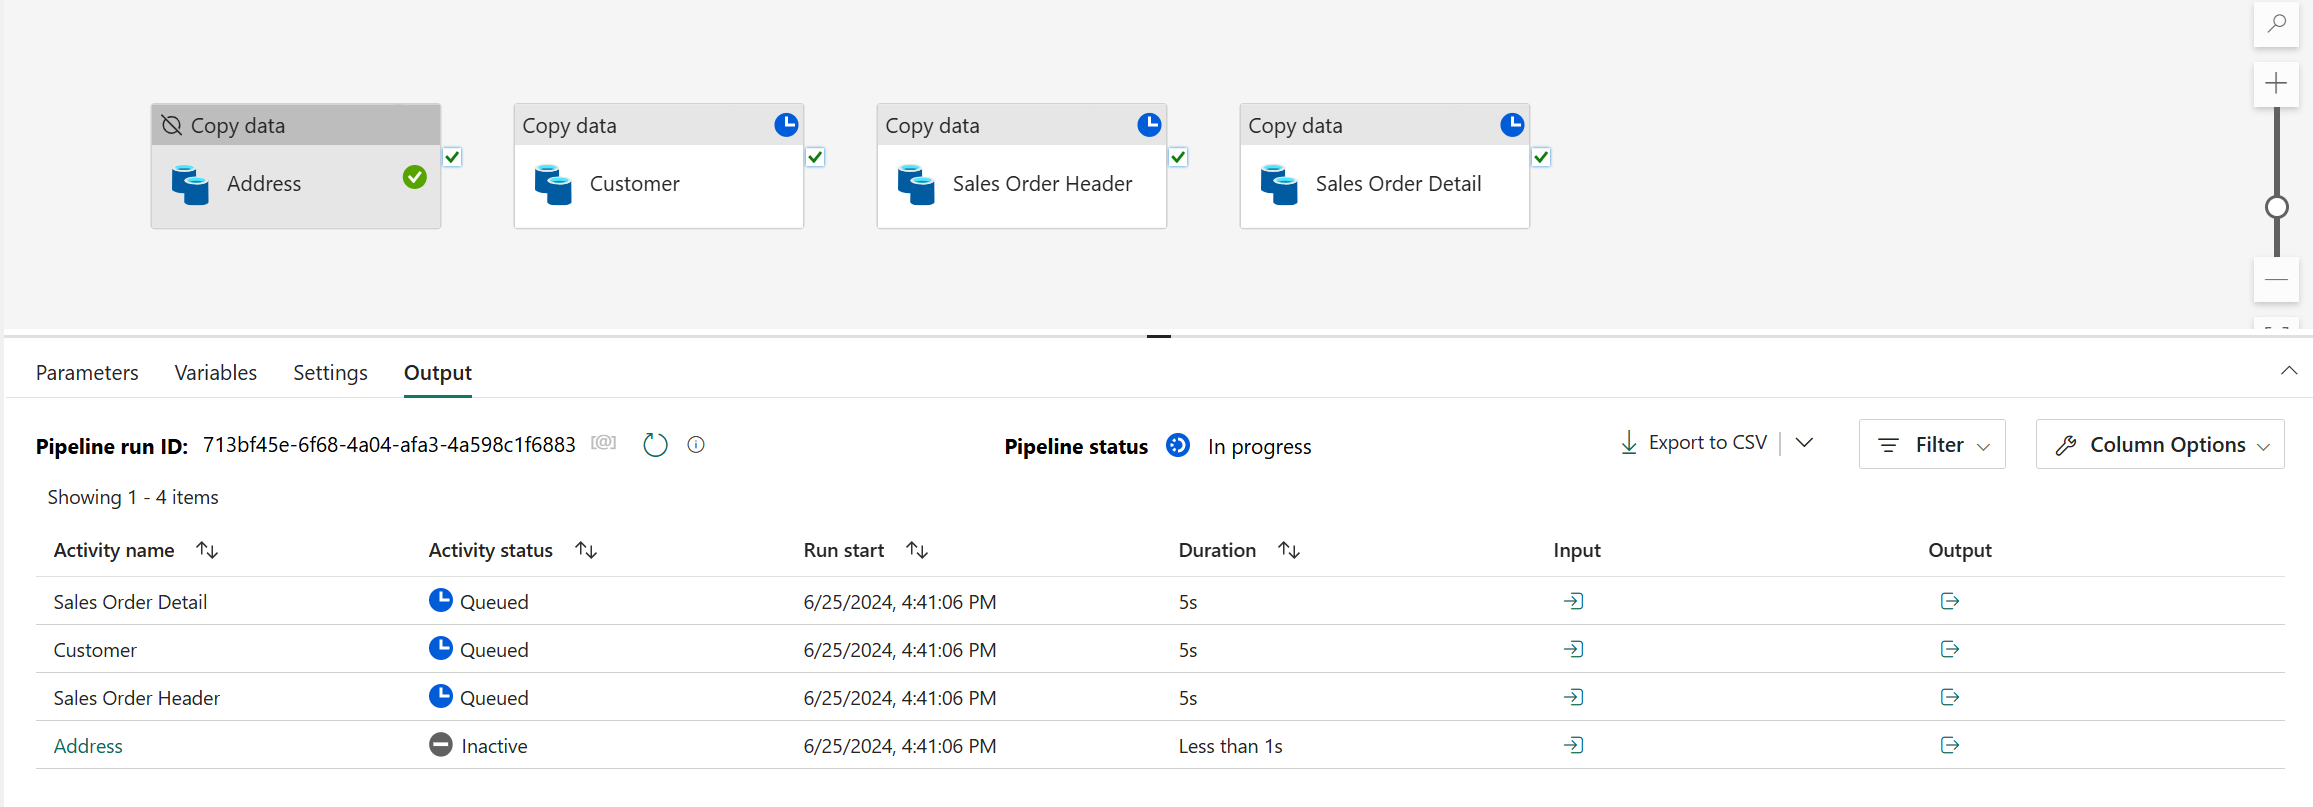 Copy data
Address
Copy data
Customer
Copy data
Sales Order Header
Copy data
Sales Order Detail
Parameters Variables Settings Output
Pipeline run ID: 713bf45e-6f68-4a04-afa3-4a598c1f6883 [@] Pipeline status In progress Export to CSV Filter Column Options
Showing 1 - 4 items
Activity name Activity status Run start Duration Input Output
Sales Order Detail Queued 6/25/2024, 4:41:06 PM 5s
Customer Queued 6/25/2024, 4:41:06 PM 5s
Sales Order Header Queued 6/25/2024, 4:41:06 PM 5s
Address Inactive 6/25/2024, 4:41:06 PM Less than 1s